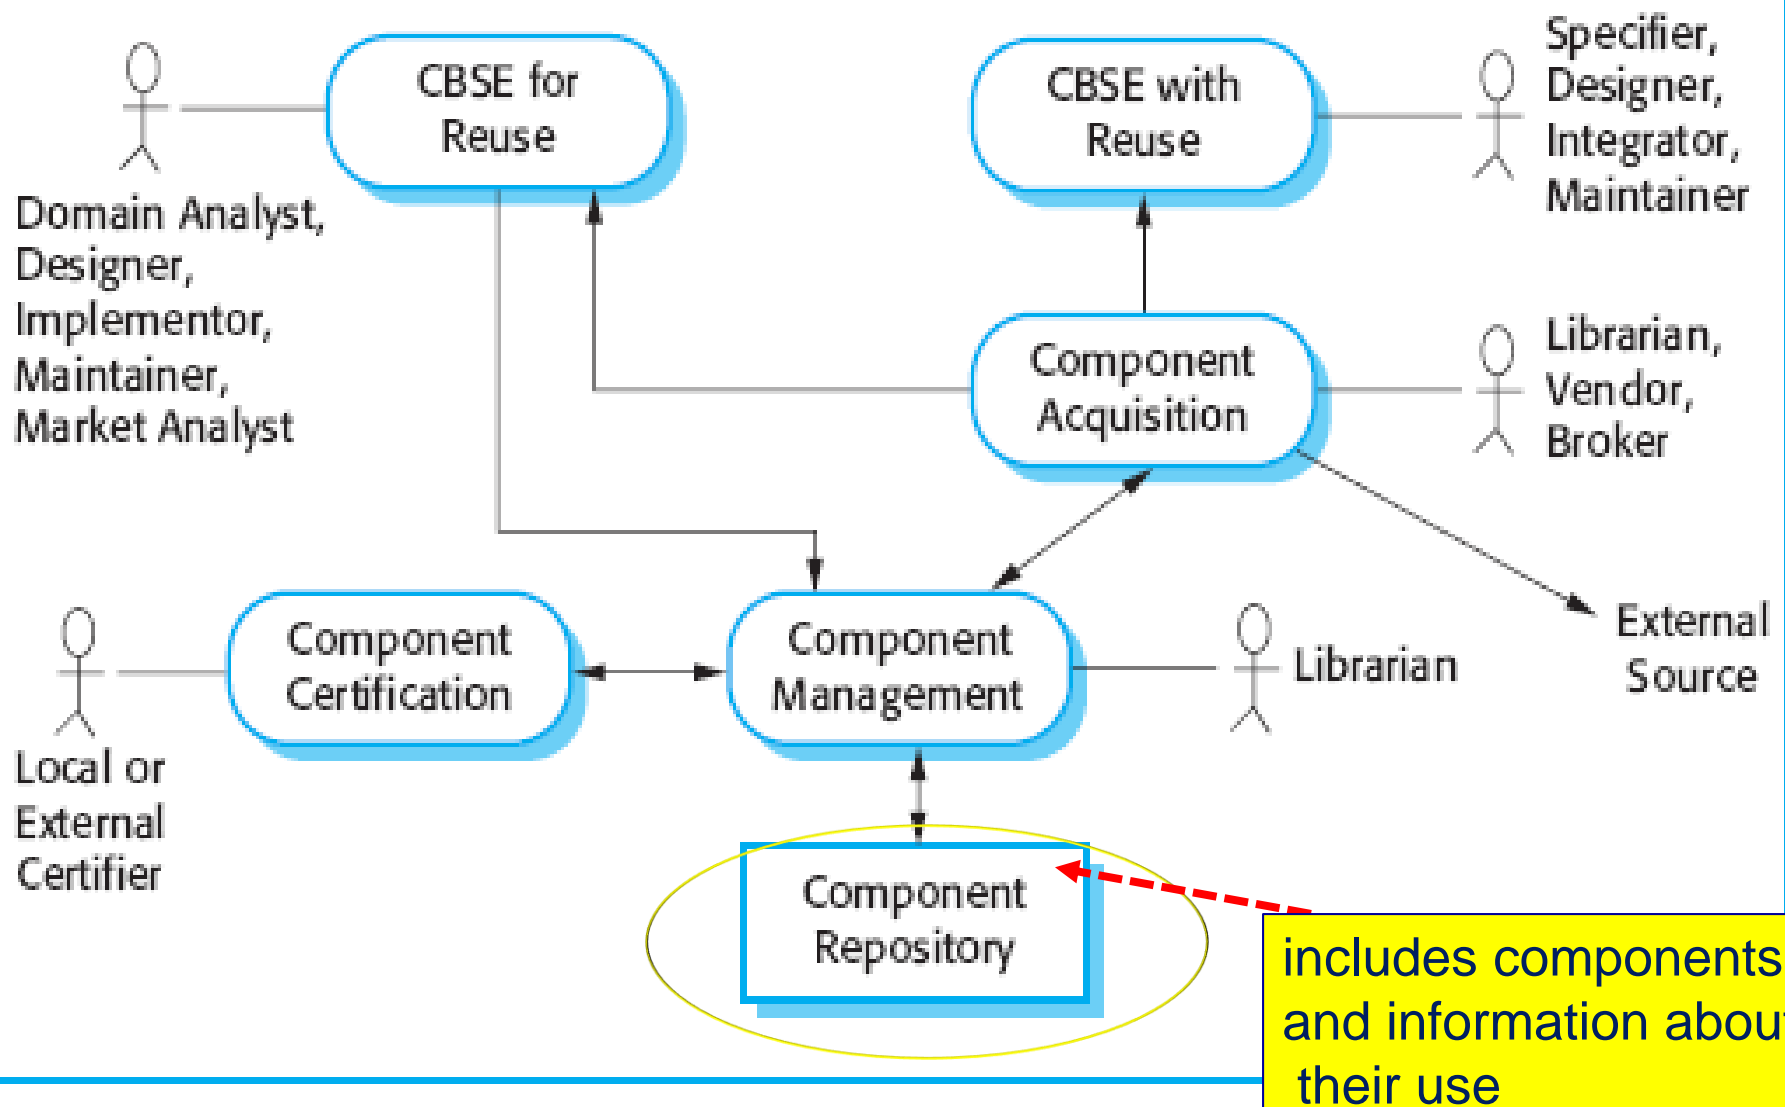 CBSE for
Reuse
CBSE with
Reuse
Specifier,
Designer,
Integrator,
Maintainer
Domain Analyst,
Designer,
Implementor,
Maintainer,
Market Analyst
Component
Acquisition
Librarian,
Vendor,
Broker
Component
Certification
Component
Management
Librarian
External
Source
Local or
External
Certifier
Component
Repository
includes components
and information about
their use